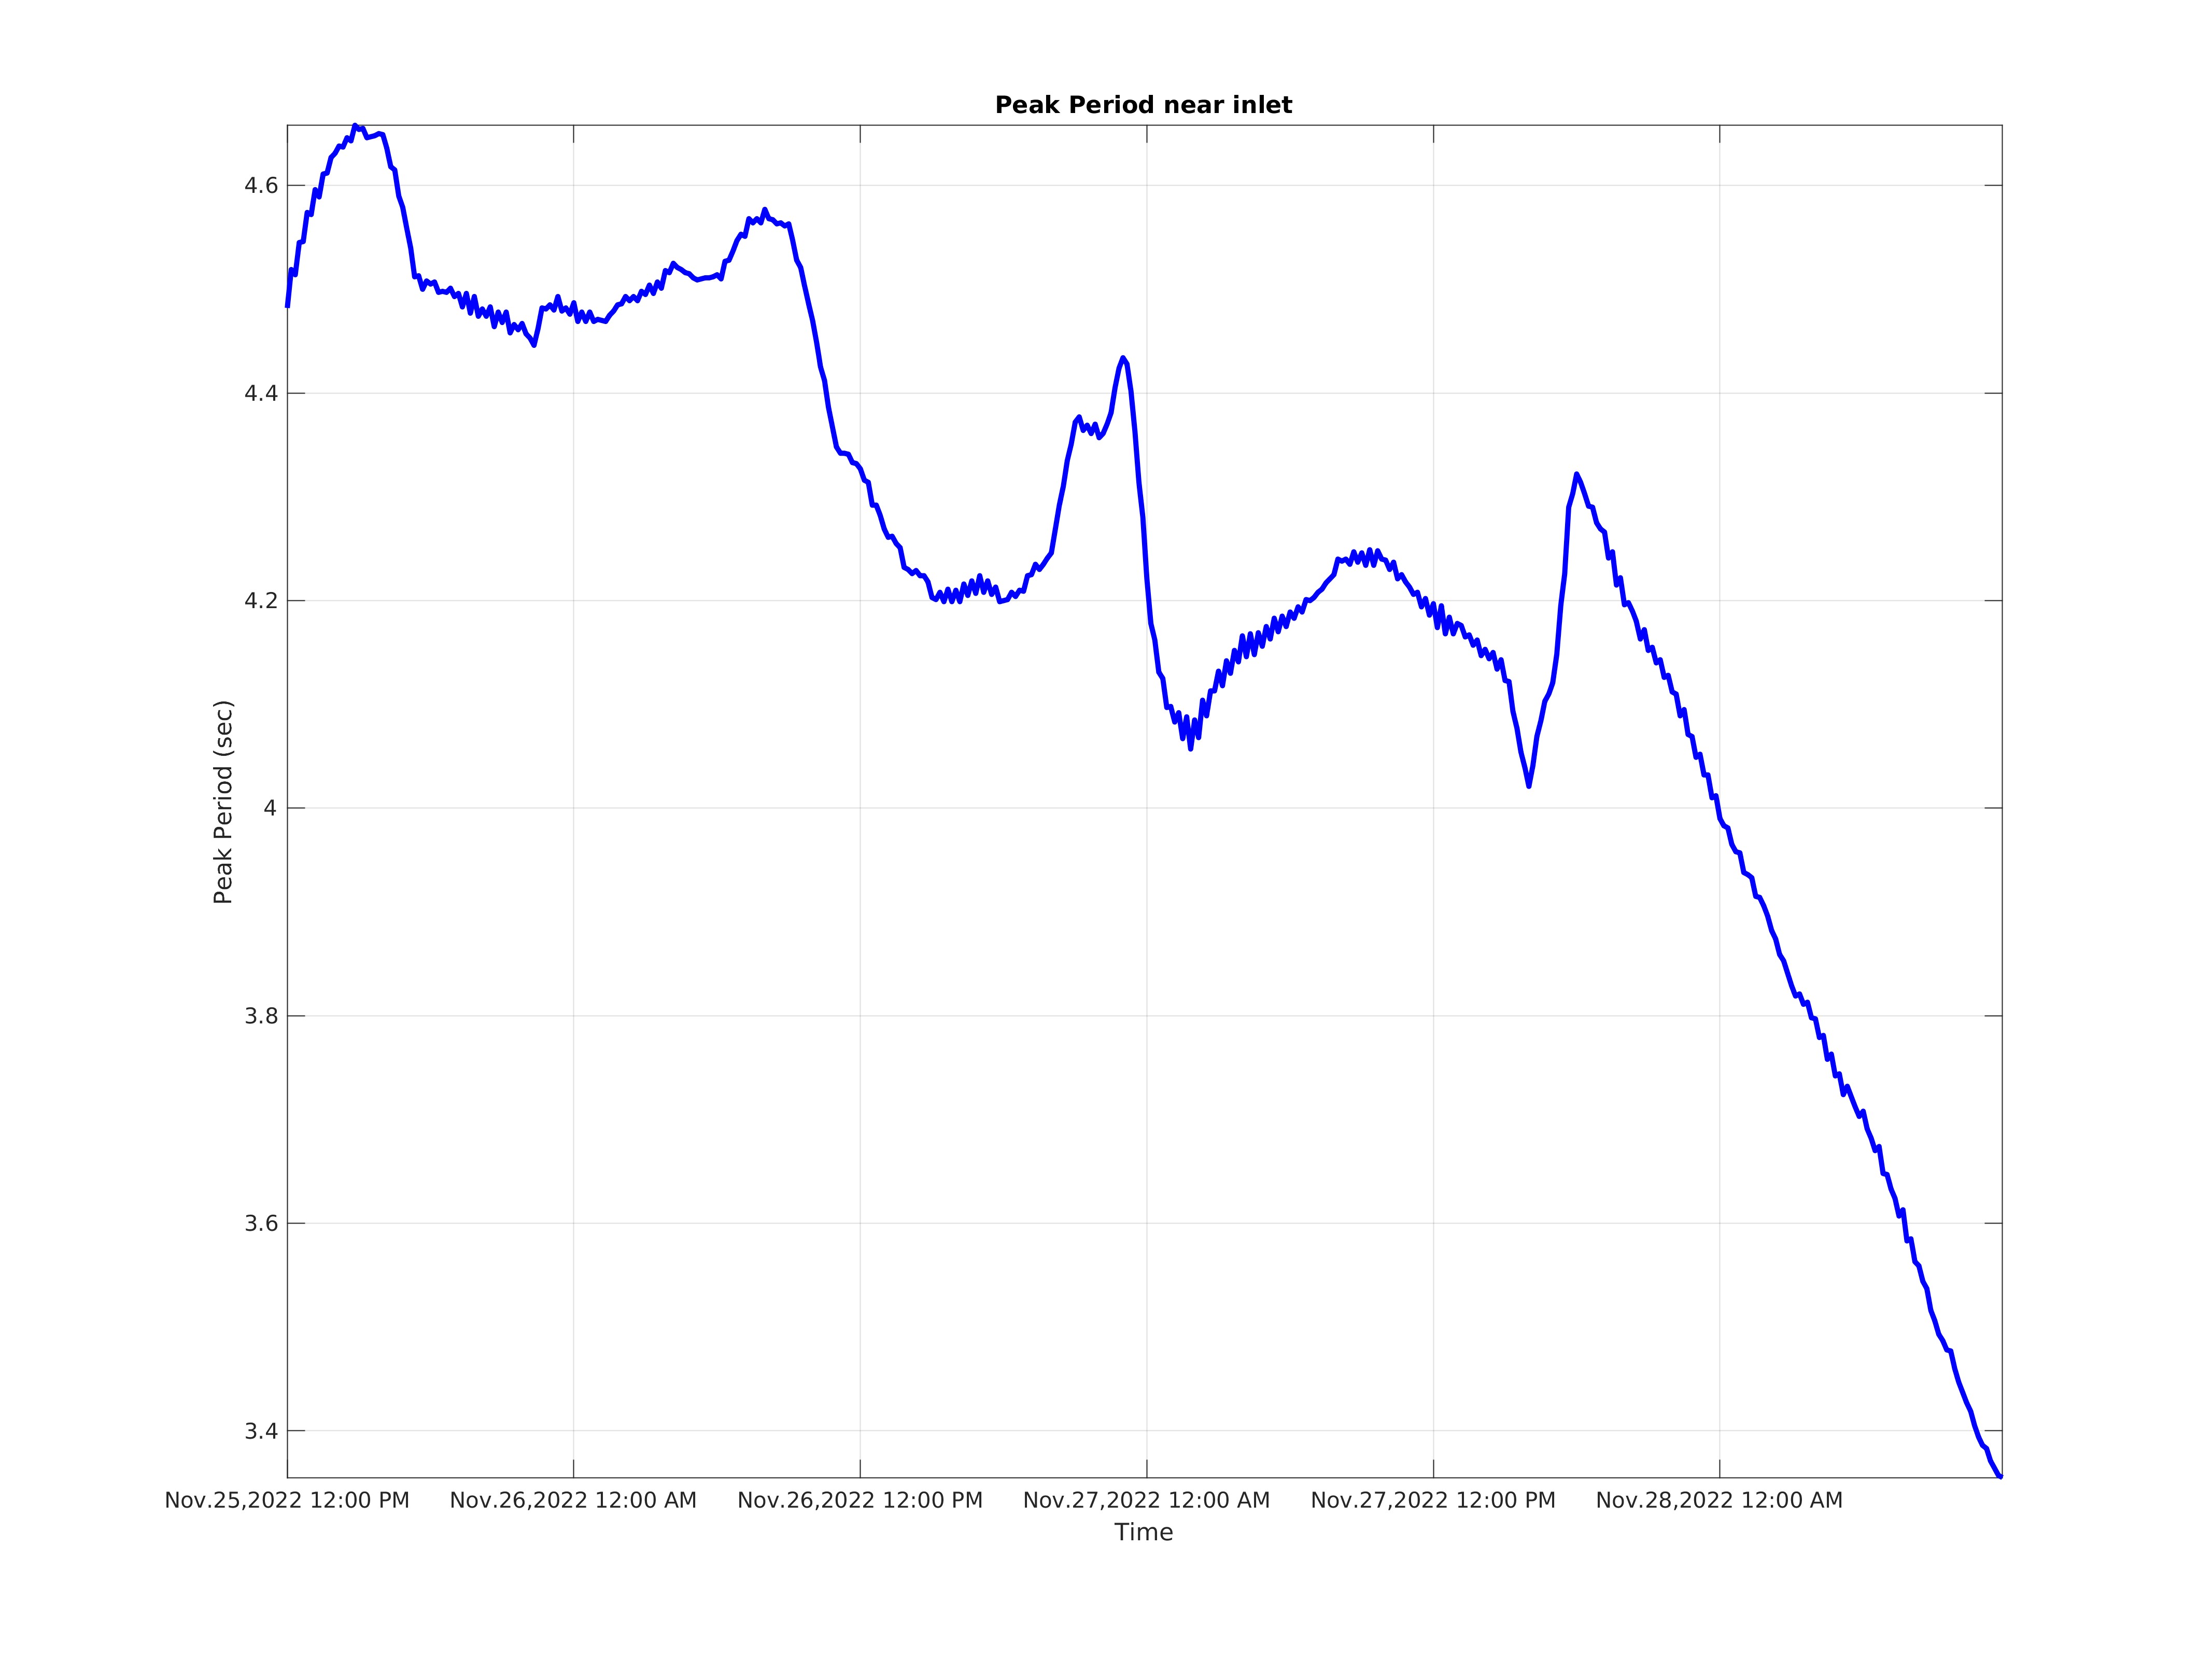 Peak Period near inlet
Peak Period (sec)
4.6
4.4
4.2
4
3.8
3.6
3.4
Nov.25,2022 12:00 PM
Nov.26,2022 12:00 AM
Nov.26,2022 12:00 PM
Nov.27,2022 12:00 AM
Nov.27,2022 12:00 PM
Nov.28,2022 12:00 AM
Time